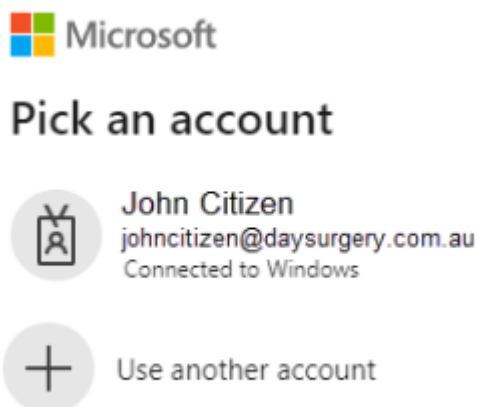 Microsoft
Pick an account
John Citizen
johncitizen@daysurgery.com.au
Connected to Windows
Use another account